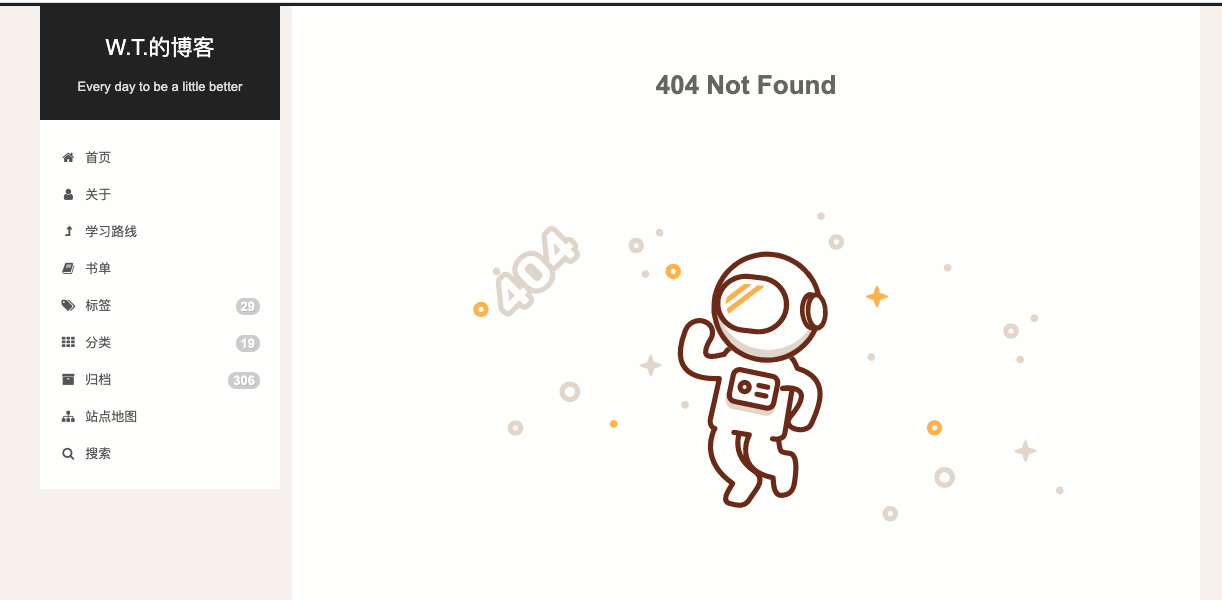 W.T.的博客
Every day to be a little better
首页
关于
学习路线
书单
标签 29
分类 19
归档 306
站点地图
搜索
404 Not Found
404